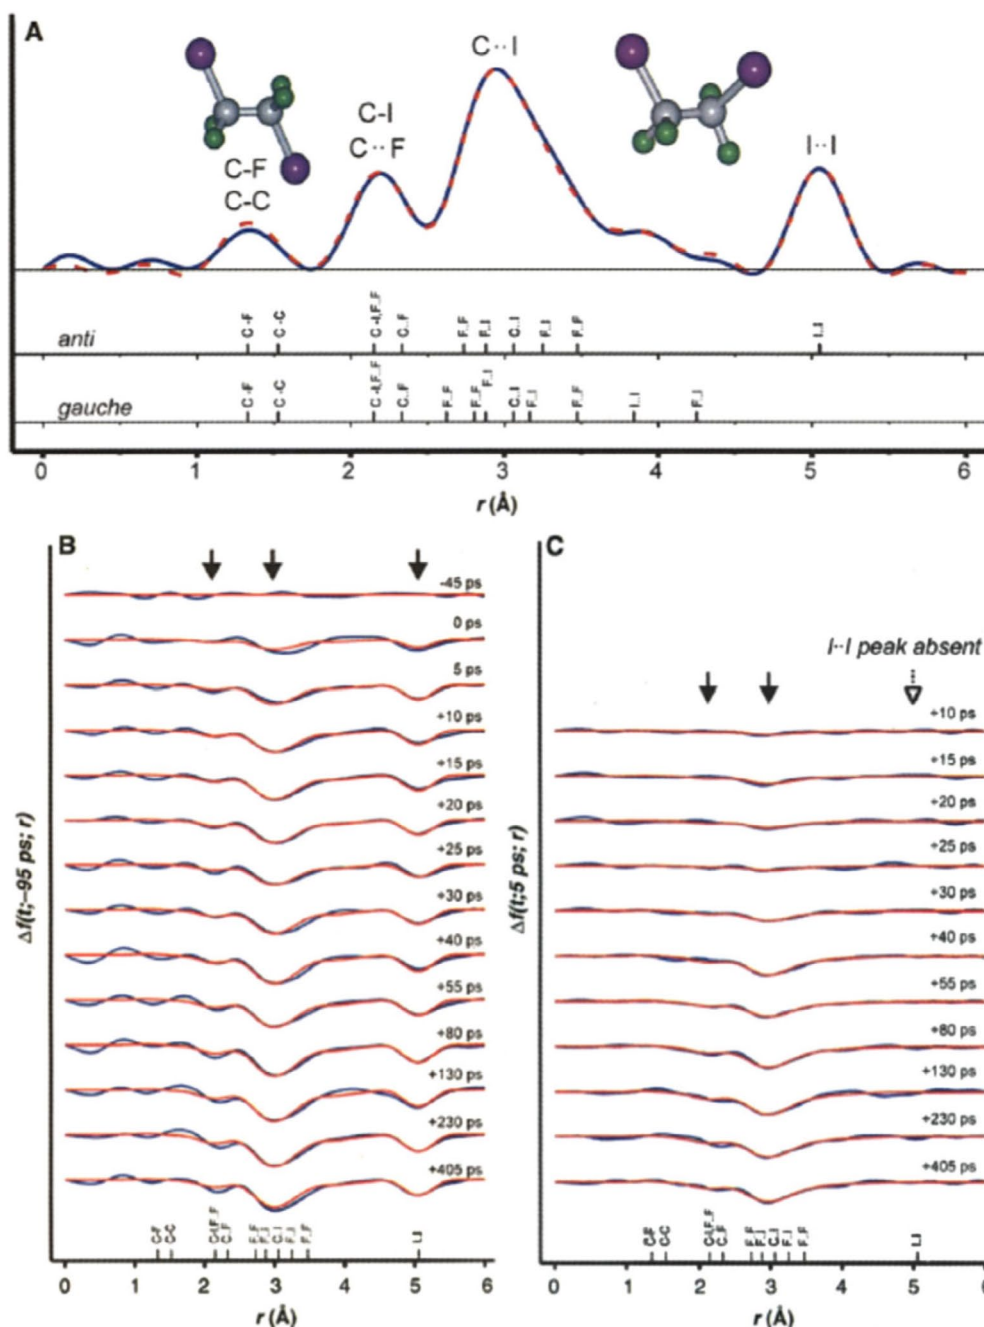 A
C··I
C-I
C··F
I··I
C-F
C-C
anti
C-F
C-C
C-I,F..F
C..F
F..F
F..I
C..I
F..I
F..F
I..I
gauche
C-F
C-C
C-I,F..F
C..F
F..F
F..F
F..I
C..I
F..I
F..F
I..I
F..I
0 1 2 3 4 5 6
r (Å)
B
-45 ps
0 ps
5 ps
+10 ps
+15 ps
+20 ps
+25 ps
+30 ps
+40 ps
+55 ps
+80 ps
+130 ps
+230 ps
+405 ps
Δf(t;–95 ps; r)
C-F
C-C
C-I,F..F
C..F
F..F
F..I
C..I
F..I
F..F
I..I
0 1 2 3 4 5 6
r (Å)
C
I··I peak absent
+10 ps
+15 ps
+20 ps
+25 ps
+30 ps
+40 ps
+55 ps
+80 ps
+130 ps
+230 ps
+405 ps
Δf(t;5 ps; r)
C-F
C-C
C-I,F..F
C..F
F..F
F..I
C..I
F..I
F..F
I..I
0 1 2 3 4 5 6
r (Å)